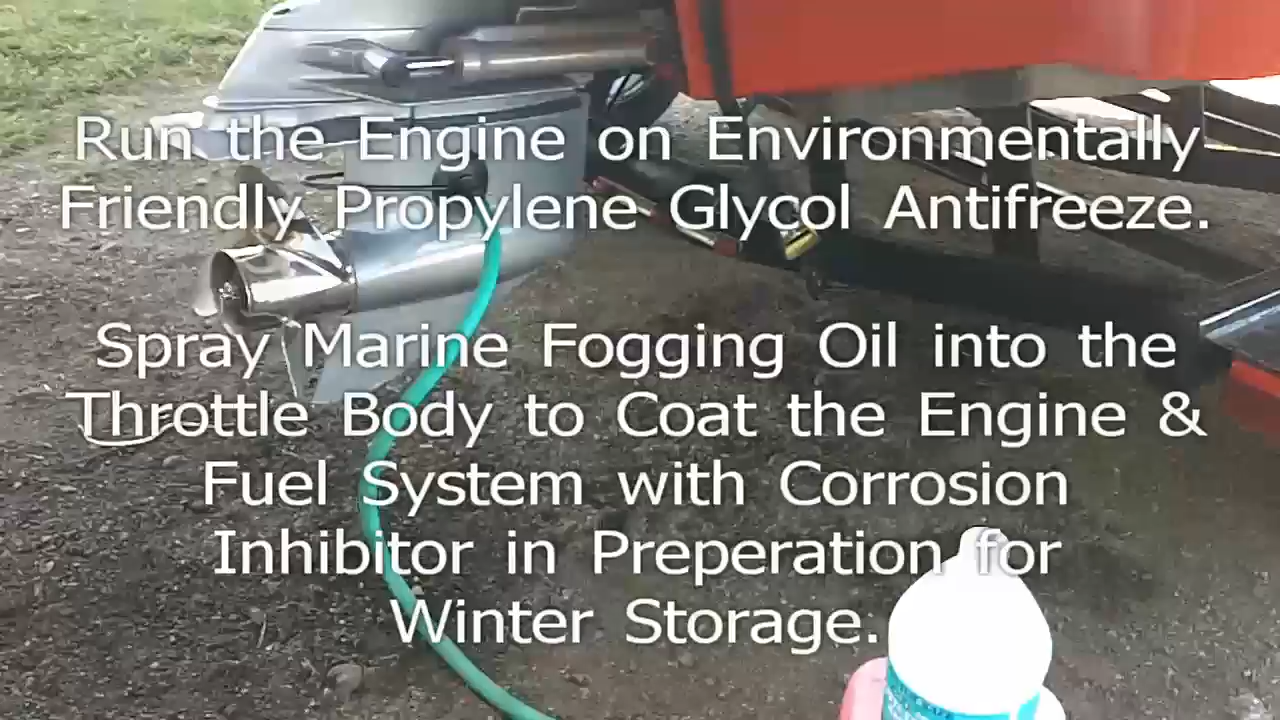 Run the Engine on Environmentally
Friendly Propylene Glycol Antifreeze.
Spray Marine Fogging Oil into the
Throttle Body to Coat the Engine &
Fuel System with Corrosion
Inhibitor in Preperation for
Winter Storage.